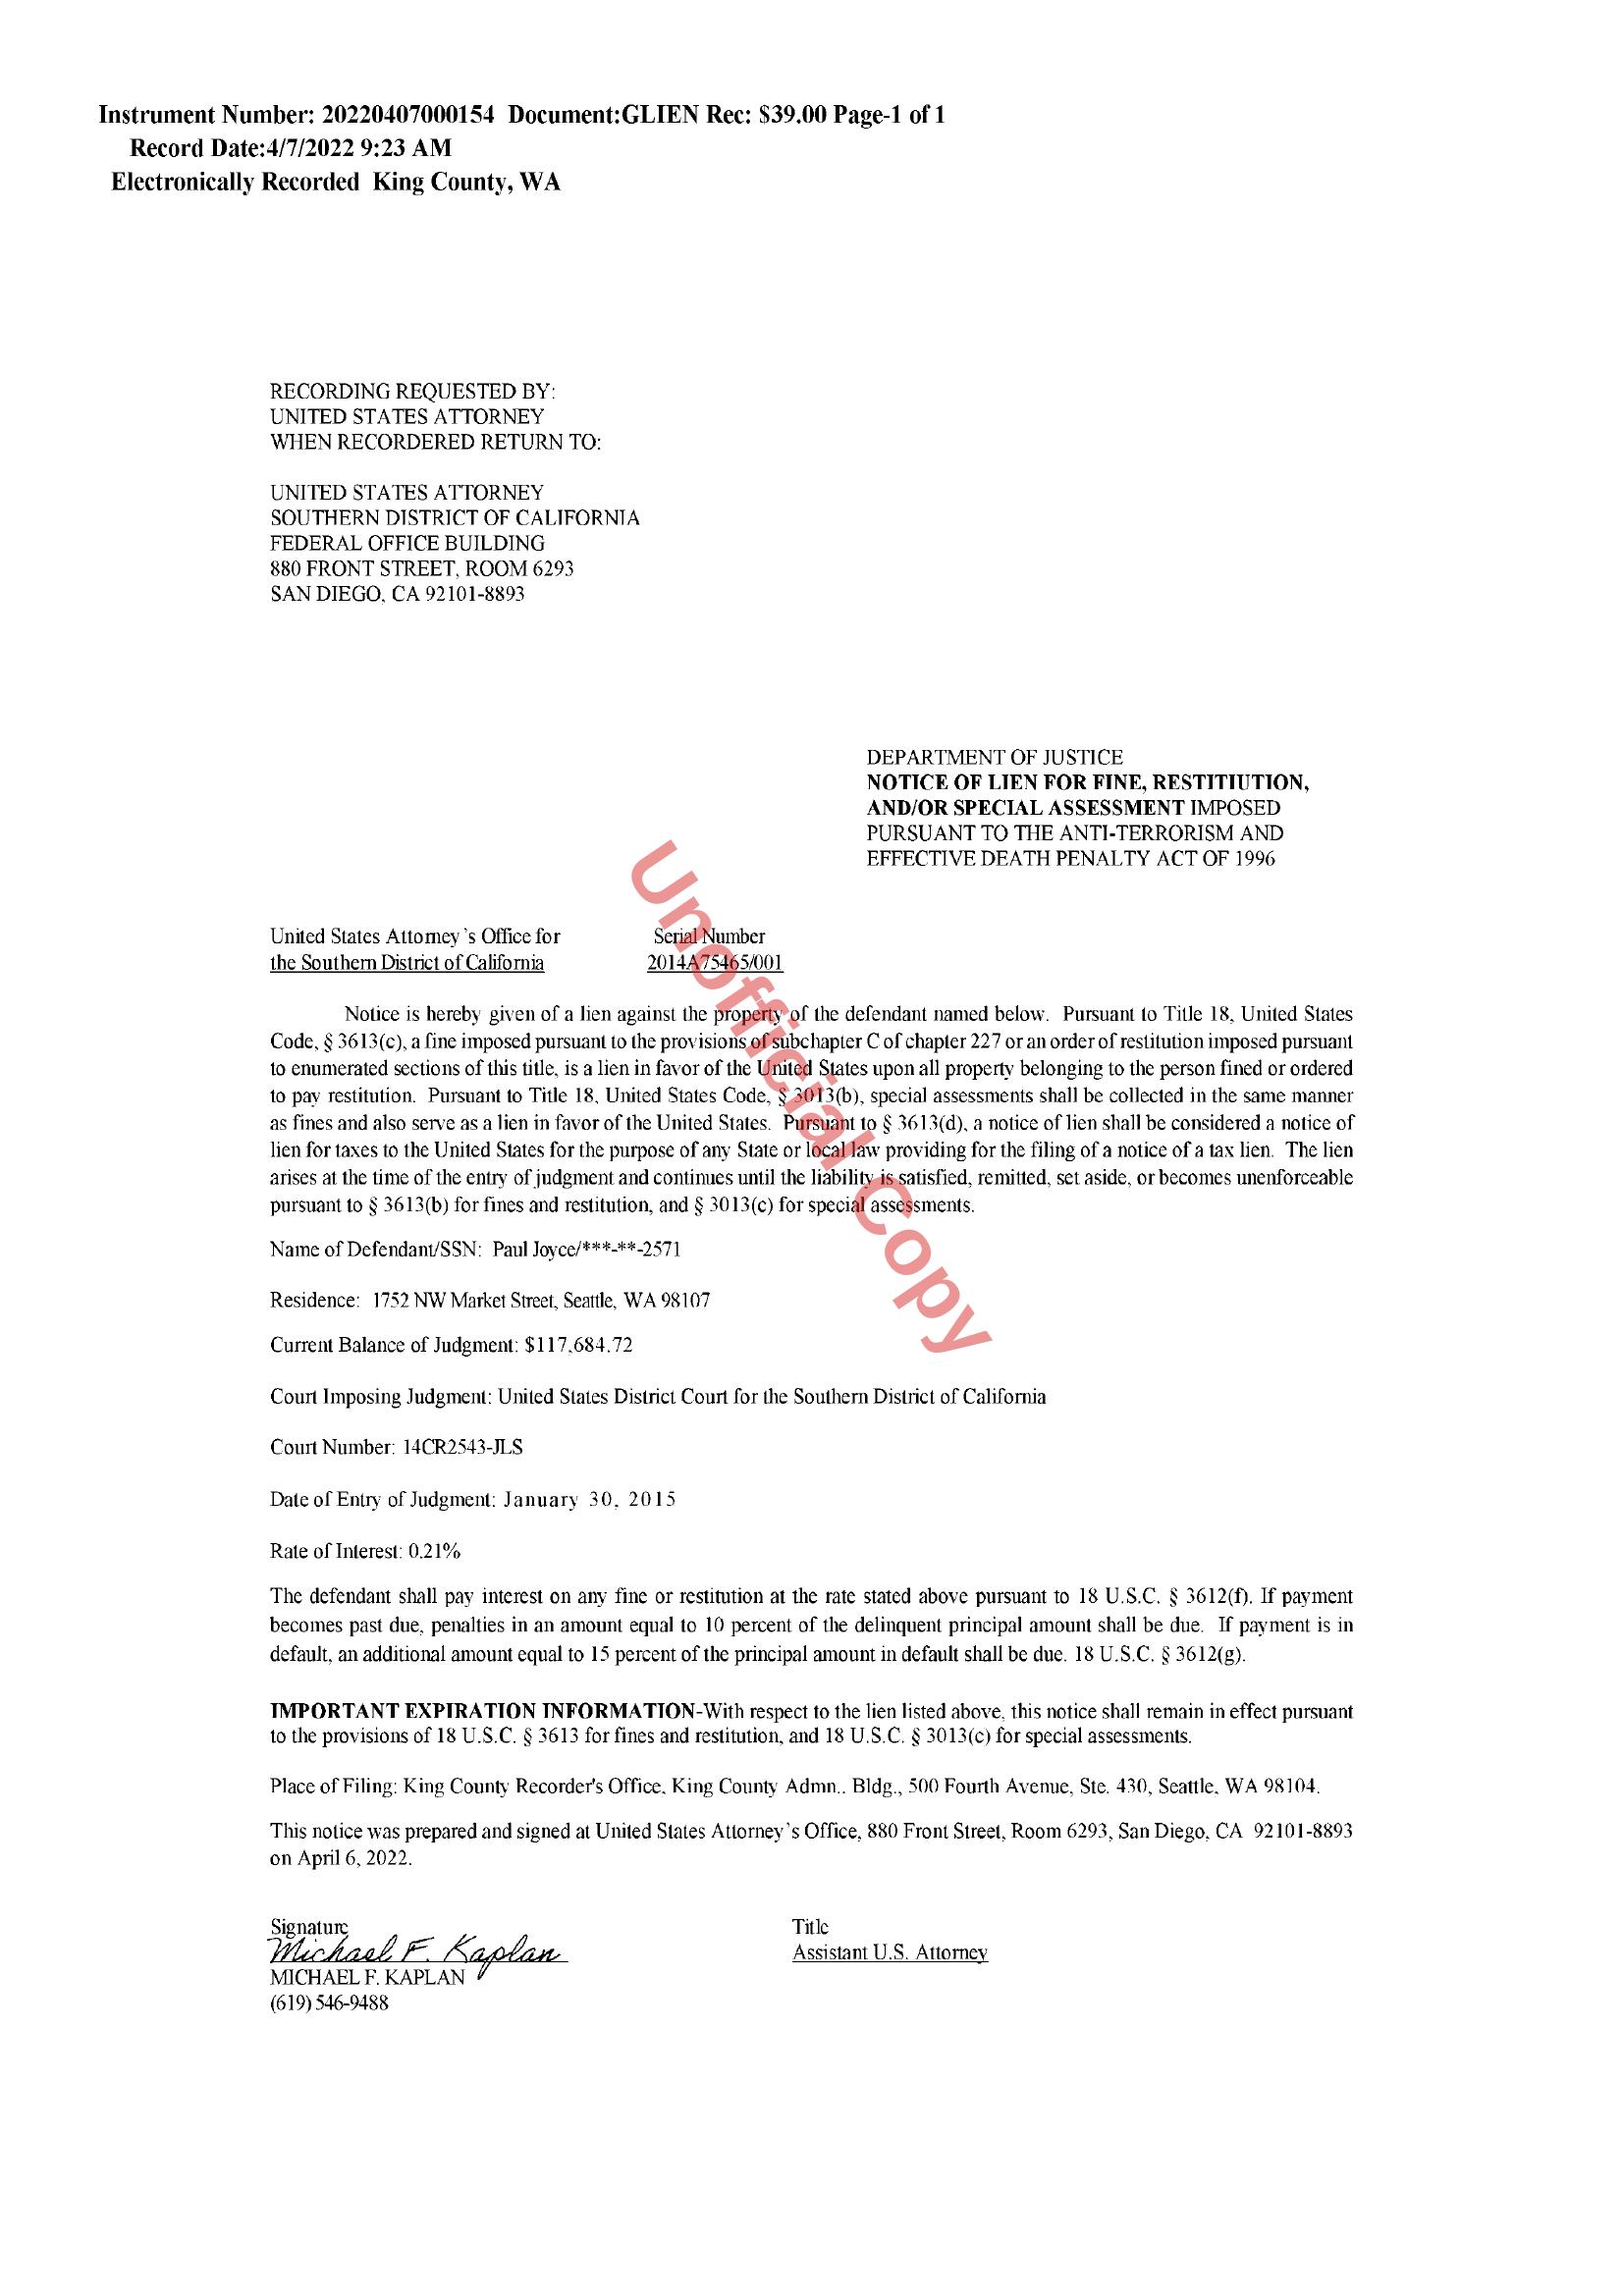 Instrument Number: 20220407000154 Document:GLIEN Rec: $39.00 Page-1 of 1
Record Date:4/7/2022 9:23 AM
Electronically Recorded King County, WA
RECORDING REQUESTED BY:
UNITED STATES ATTORNEY
WHEN RECORDERED RETURN TO:
UNITED STATES ATTORNEY
SOUTHERN DISTRICT OF CALIFORNIA
FEDERAL OFFICE BUILDING
880 FRONT STREET, ROOM 6293
SAN DIEGO, CA 92101-8893
DEPARTMENT OF JUSTICE
NOTICE OF LIEN FOR FINE, RESTITIUTION,
AND/OR SPECIAL ASSESSMENT IMPOSED
PURSUANT TO THE ANTI-TERRORISM AND
EFFECTIVE DEATH PENALTY ACT OF 1996
United States Attorney's Office for Serial Number
the Southern District of California 2014A75465/001
Notice is hereby given of a lien against the property of the defendant named below. Pursuant to Title 18, United States
Code, § 3613(c), a fine imposed pursuant to the provisions of subchapter C of chapter 227 or an order of restitution imposed pursuant
to enumerated sections of this title, is a lien in favor of the United States upon all property belonging to the person fined or ordered
to pay restitution. Pursuant to Title 18, United States Code, § 3013(b), special assessments shall be collected in the same manner
as fines and also serve as a lien in favor of the United States. Pursuant to § 3613(d), a notice of lien shall be considered a notice of
lien for taxes to the United States for the purpose of any State or local law providing for the filing of a notice of a tax lien. The lien
arises at the time of the entry of judgment and continues until the liability is satisfied, remitted, set aside, or becomes unenforceable
pursuant to § 3613(b) for fines and restitution, and § 3013(c) for special assessments.
Name of Defendant/SSN: Paul Joyce/***-**-2571
Residence: 1752 NW Market Street, Seattle, WA 98107
Current Balance of Judgment: $117,684.72
Court Imposing Judgment: United States District Court for the Southern District of California
Court Number: 14CR2543-JLS
Date of Entry of Judgment: January 30, 2015
Rate of Interest: 0.21%
The defendant shall pay interest on any fine or restitution at the rate stated above pursuant to 18 U.S.C. § 3612(f). If payment
becomes past due, penalties in an amount equal to 10 percent of the delinquent principal amount shall be due. If payment is in
default, an additional amount equal to 15 percent of the principal amount in default shall be due. 18 U.S.C. § 3612(g).
IMPORTANT EXPIRATION INFORMATION-With respect to the lien listed above, this notice shall remain in effect pursuant
to the provisions of 18 U.S.C. § 3613 for fines and restitution, and 18 U.S.C. § 3013(c) for special assessments.
Place of Filing: King County Recorder's Office, King County Admn.. Bldg., 500 Fourth Avenue, Ste. 430, Seattle, WA 98104.
This notice was prepared and signed at United States Attorney's Office, 880 Front Street, Room 6293, San Diego, CA 92101-8893
on April 6, 2022.
Signature Title
Michael F. Kaplan Assistant U.S. Attorney
MICHAEL F. KAPLAN
(619) 546-9488
Unofficial Copy